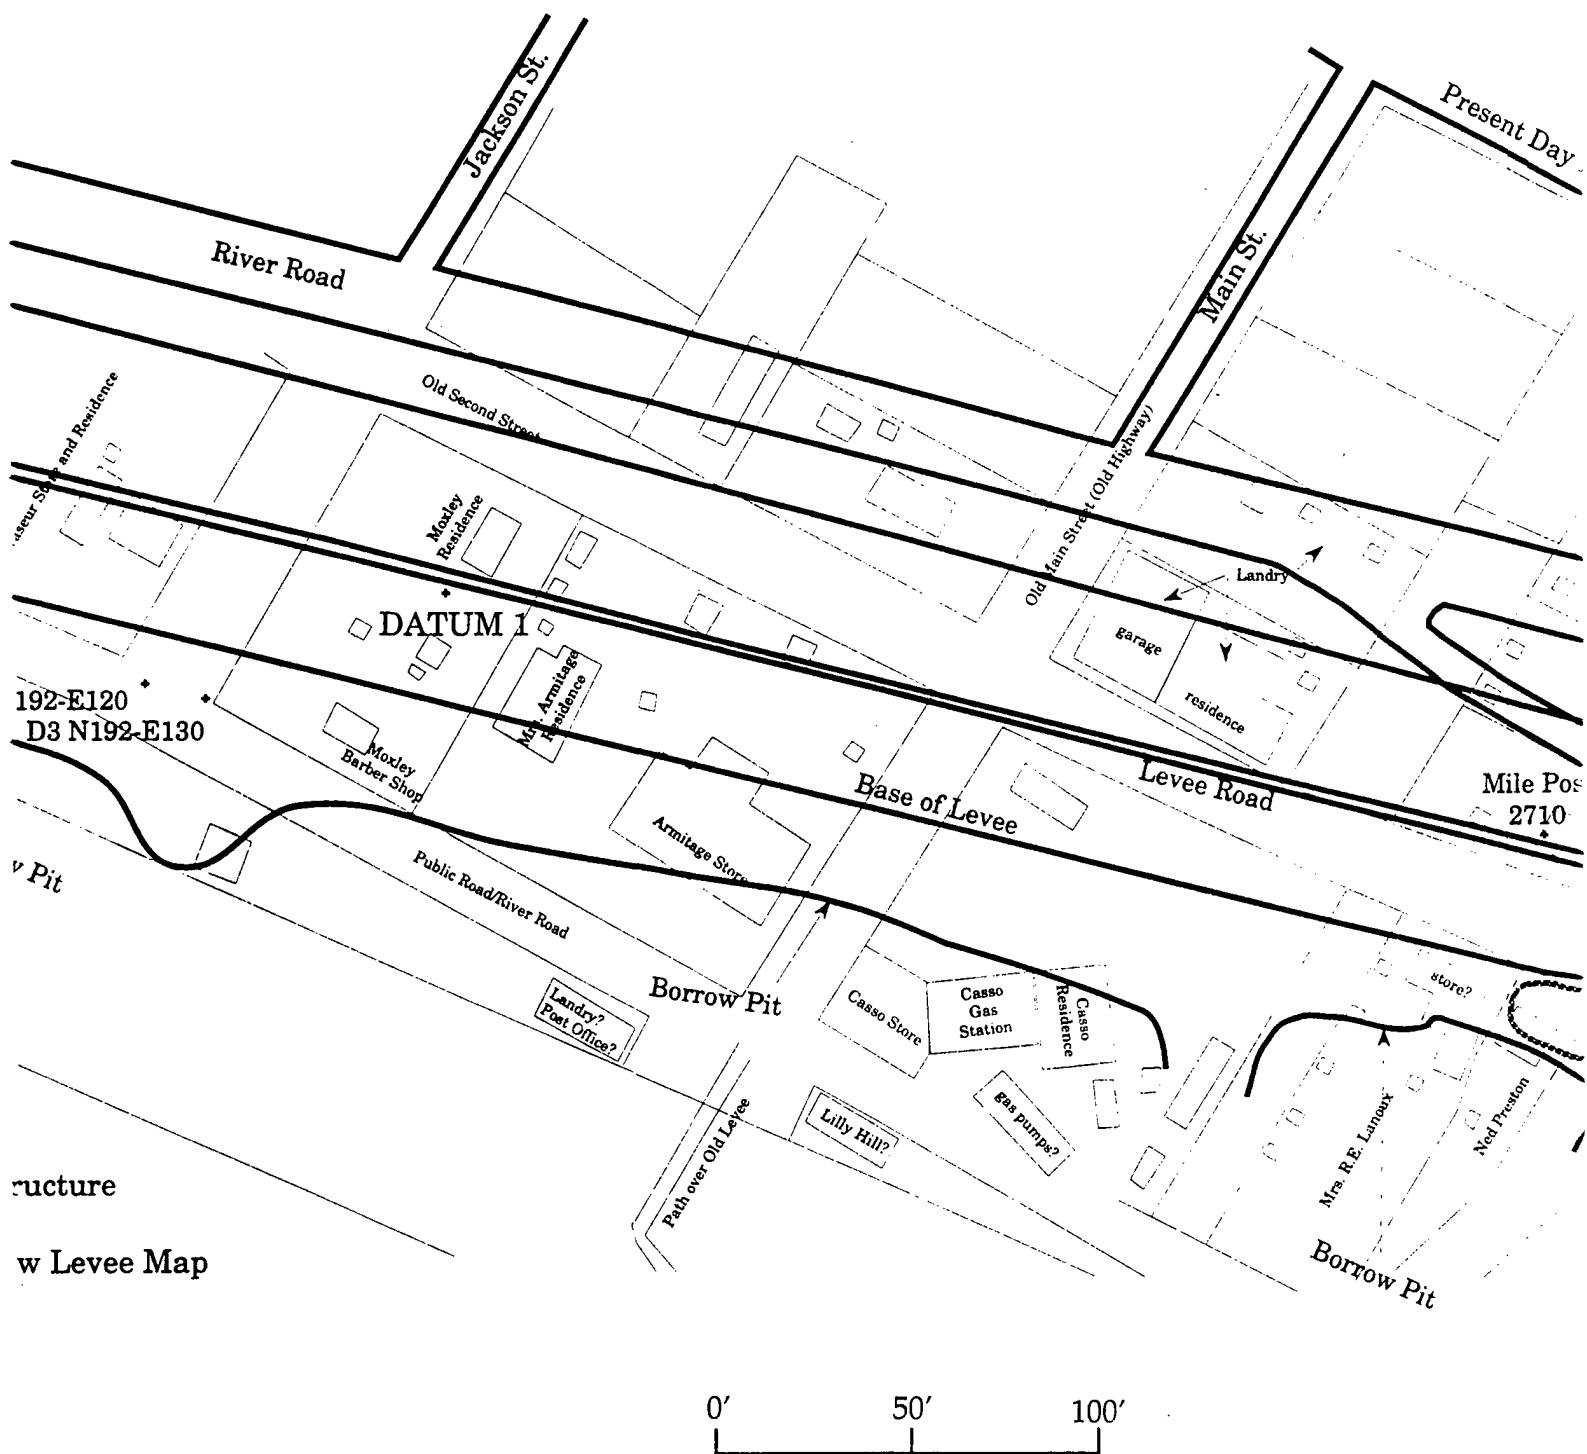 Jackson St.
Present Day
River Road
Main St.
Old Second Street
Store and Residence
Old Main Street (Old Highway)
Moxley
Residence
Landry
DATUM 1
garage
Mrs. Armitage
Residence
residence
192-E120
D3 N192-E130
Moxley
Barber Shop
Levee Road
Mile Pos
2710
Base of Levee
Armitage Store
Public Road/River Road
Pit
store?
Borrow Pit
Casso Store
Casso
Gas
Station
Casso
Residence
Landry?
Post Office?
gas pumps?
Lilly Hill?
Path over Old Levee
Mrs. R.E. Lanoux
Ned Preston
ructure
w Levee Map
Borrow Pit
0' 50' 100'